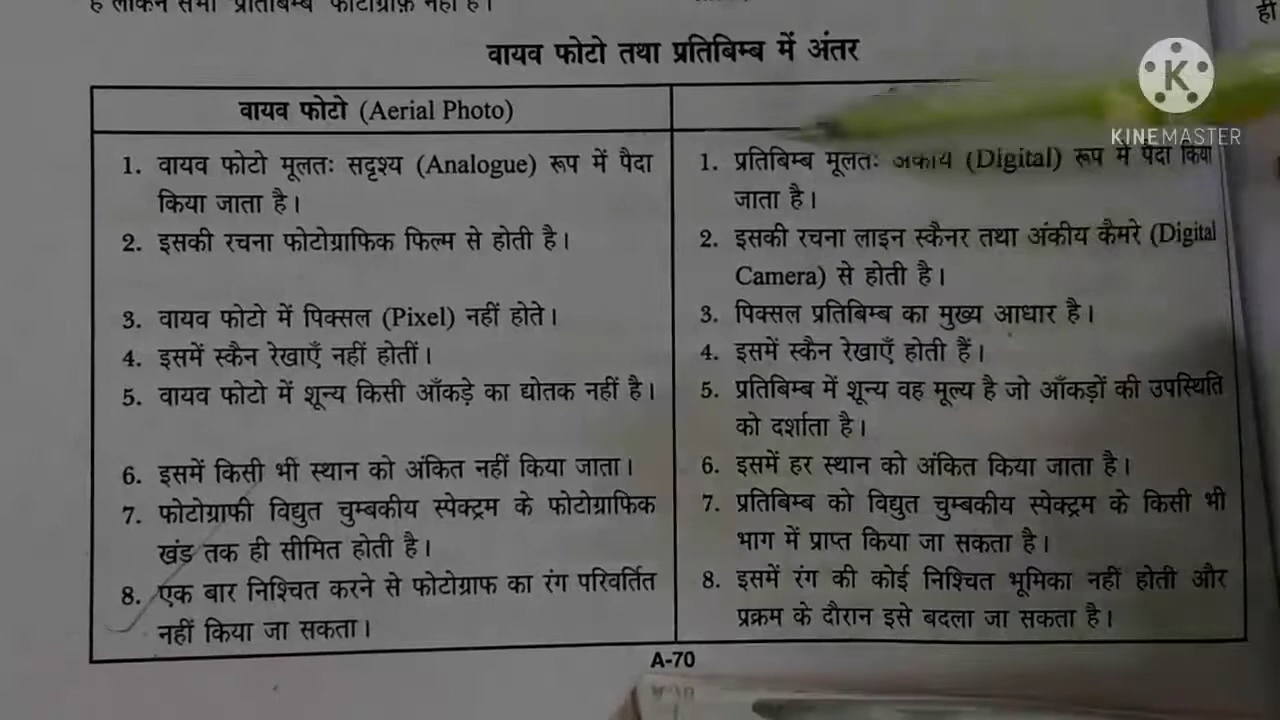 वायव फोटो तथा प्रतिबिम्ब में अंतर
वायव फोटो (Aerial Photo)
1. वायव फोटो मूलतः सदृश्य (Analogue) रूप में पैदा
किया जाता है।
2. इसकी रचना फोटोग्राफिक फिल्म से होती है।
3. वायव फोटो में पिक्सल (Pixel) नहीं होते।
4. इसमें स्कैन रेखाएँ नहीं होतीं।
5. वायव फोटो में शून्य किसी आँकड़े का द्योतक नहीं है।
6. इसमें किसी भी स्थान को अंकित नहीं किया जाता।
7. फोटोग्राफी विद्युत चुम्बकीय स्पेक्ट्रम के फोटोग्राफिक
खंड तक ही सीमित होती है।
8. एक बार निश्चित करने से फोटोग्राफ का रंग परिवर्तित
नहीं किया जा सकता।
1. प्रतिबिम्ब मूलतः (Digital) रूप में पैदा किया
जाता है।
2. इसकी रचना लाइन स्कैनर तथा अंकीय कैमरे (Digital
Camera) से होती है।
3. पिक्सल प्रतिबिम्ब का मुख्य आधार है।
4. इसमें स्कैन रेखाएँ होती हैं।
5. प्रतिबिम्ब में शून्य वह मूल्य है जो आँकड़ों की उपस्थिति
को दर्शाता है।
6. इसमें हर स्थान को अंकित किया जाता है।
7. प्रतिबिम्ब को विद्युत चुम्बकीय स्पेक्ट्रम के किसी भी
भाग में प्राप्त किया जा सकता है।
8. इसमें रंग की कोई निश्चित भूमिका नहीं होती और
प्रक्रम के दौरान इसे बदला जा सकता है।
A-70
ही
K
KINEMASTER